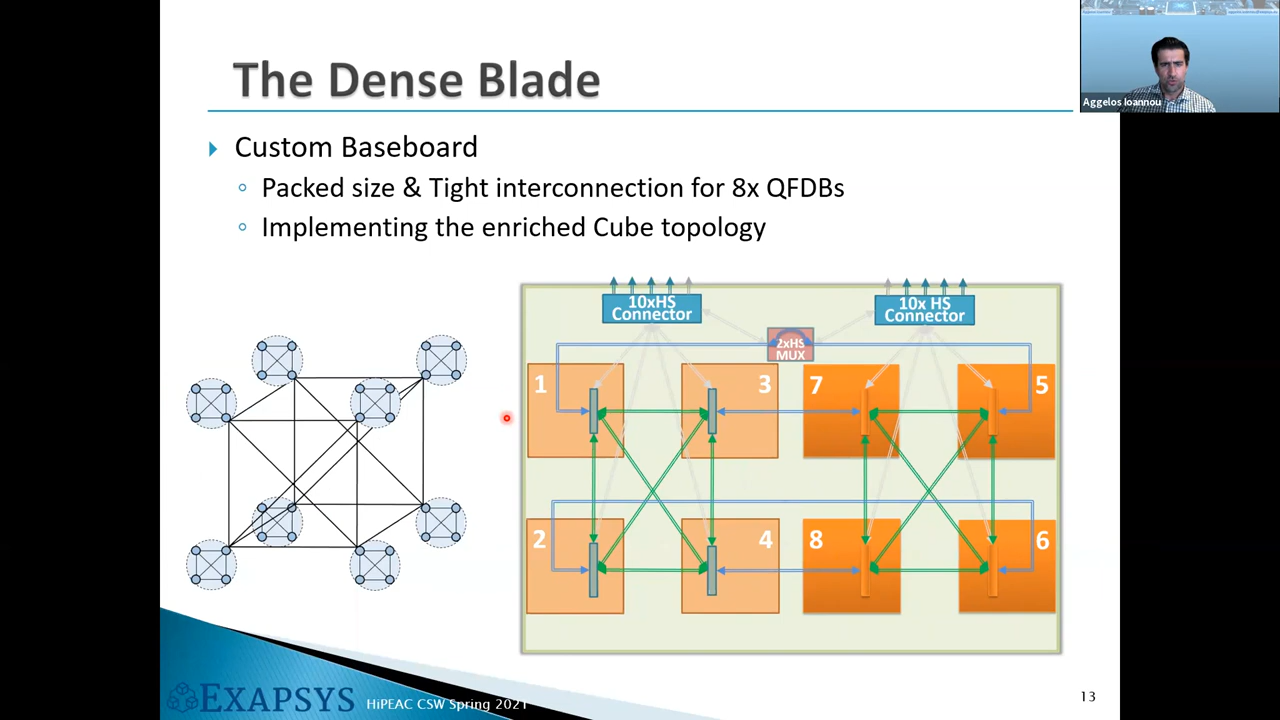 The Dense Blade
Aggelos Ioannou
Custom Baseboard
Packed size & Tight interconnection for 8x QFDBs
Implementing the enriched Cube topology
10xHS
Connector
10x HS
Connector
2xHS
MUX
1
3
7
5
2
4
8
6
EXAPSYS
HiPEAC CSW Spring 2021
13